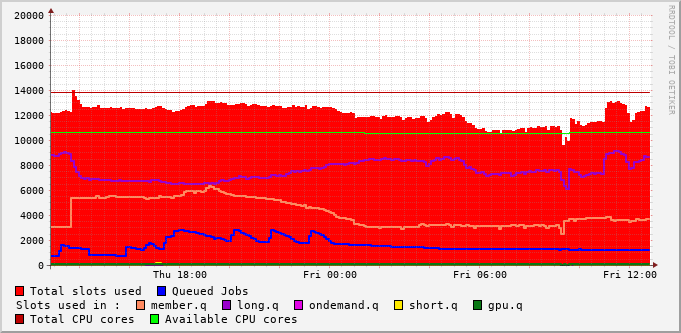 20000
18000
16000
14000
12000
10000
8000
6000
4000
2000
0
Thu 18:00 Fri 00:00 Fri 06:00 Fri 12:00
Total slots used Queued Jobs
Slots used in : member.q long.q ondemand.q short.q gpu.q
Total CPU cores Available CPU cores
RRDTOOL / TOBI OETIKER